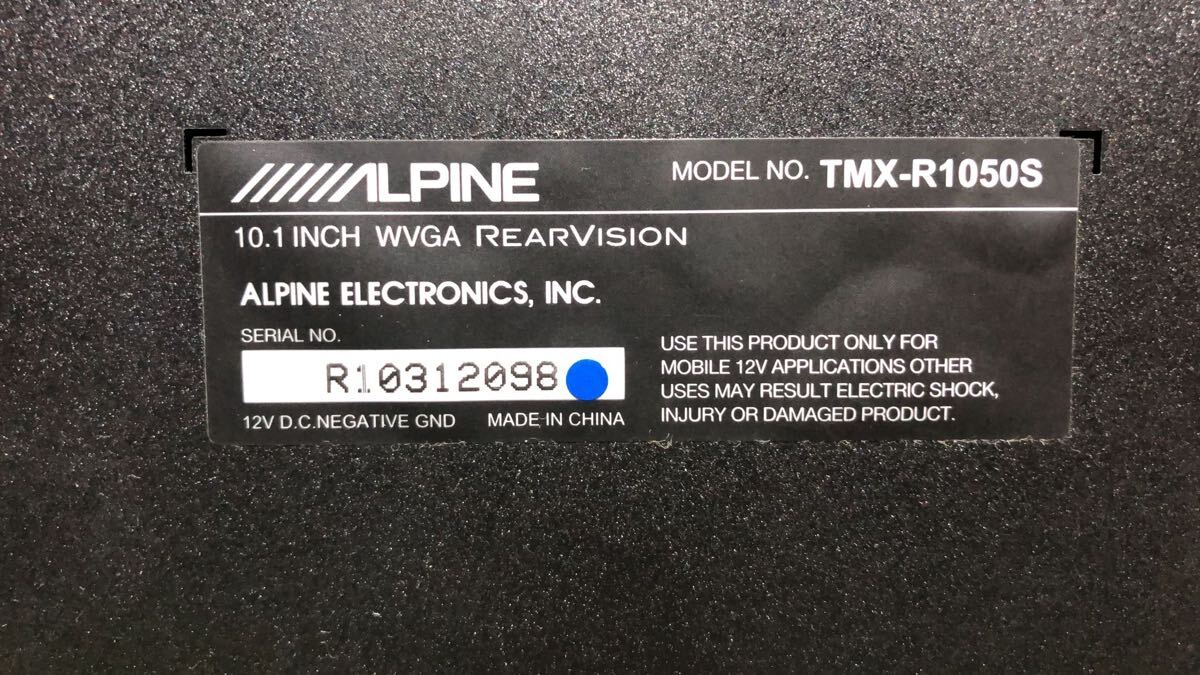 ALPINE
MODEL NO. TMX-R1050S
10.1 INCH WVGA REARVISION
ALPINE ELECTRONICS, INC.
SERIAL NO.
R10312098
12V D.C.NEGATIVE GND MADE IN CHINA
USE THIS PRODUCT ONLY FOR
MOBILE 12V APPLICATIONS OTHER
USES MAY RESULT ELECTRIC SHOCK,
INJURY OR DAMAGED PRODUCT.